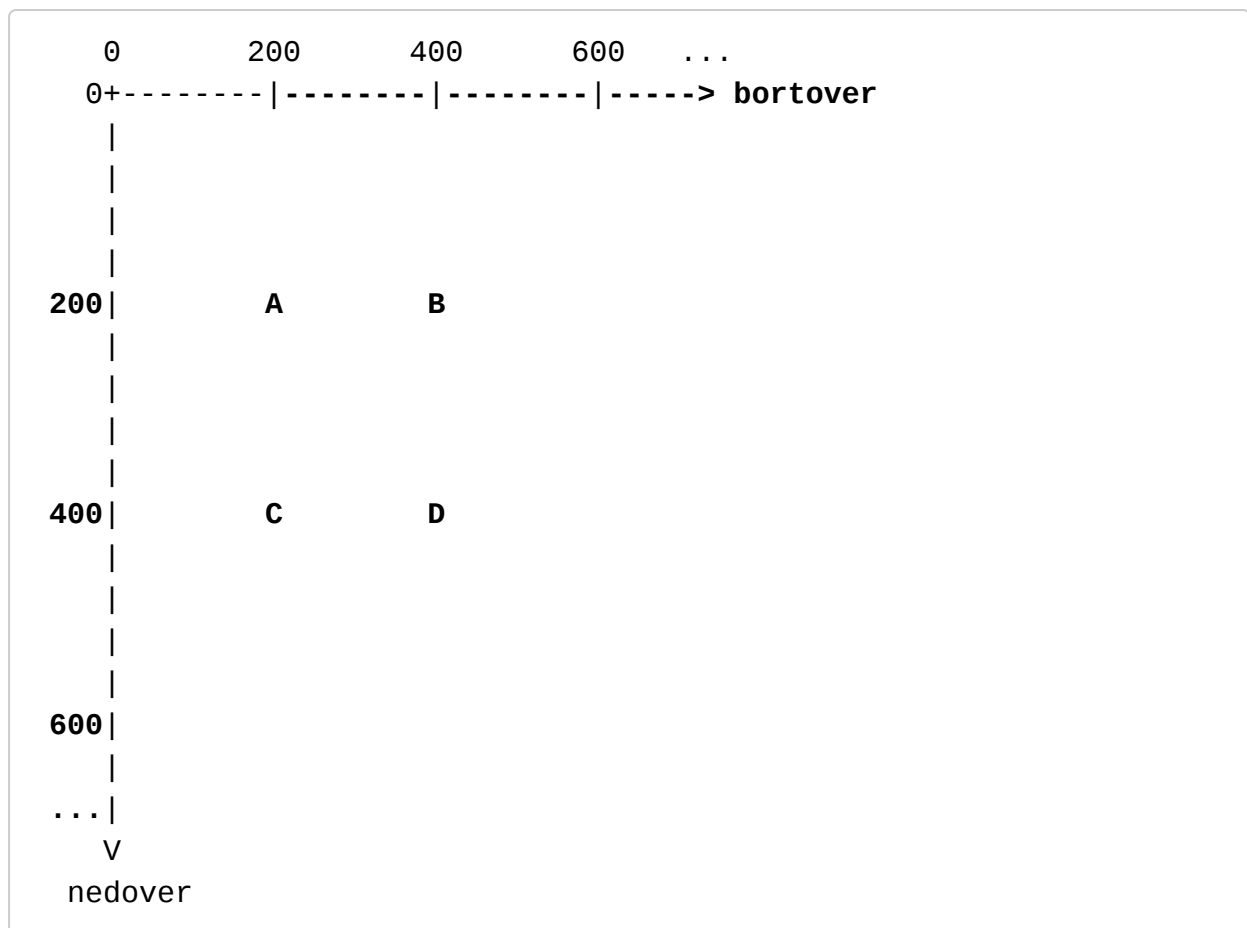 0 200 400 600 ...
0+--------|--------|--------|-----> bortover
|
|
|
|
200| A B
|
|
|
|
400| C D
|
|
|
|
600|
|
...|
V
nedover